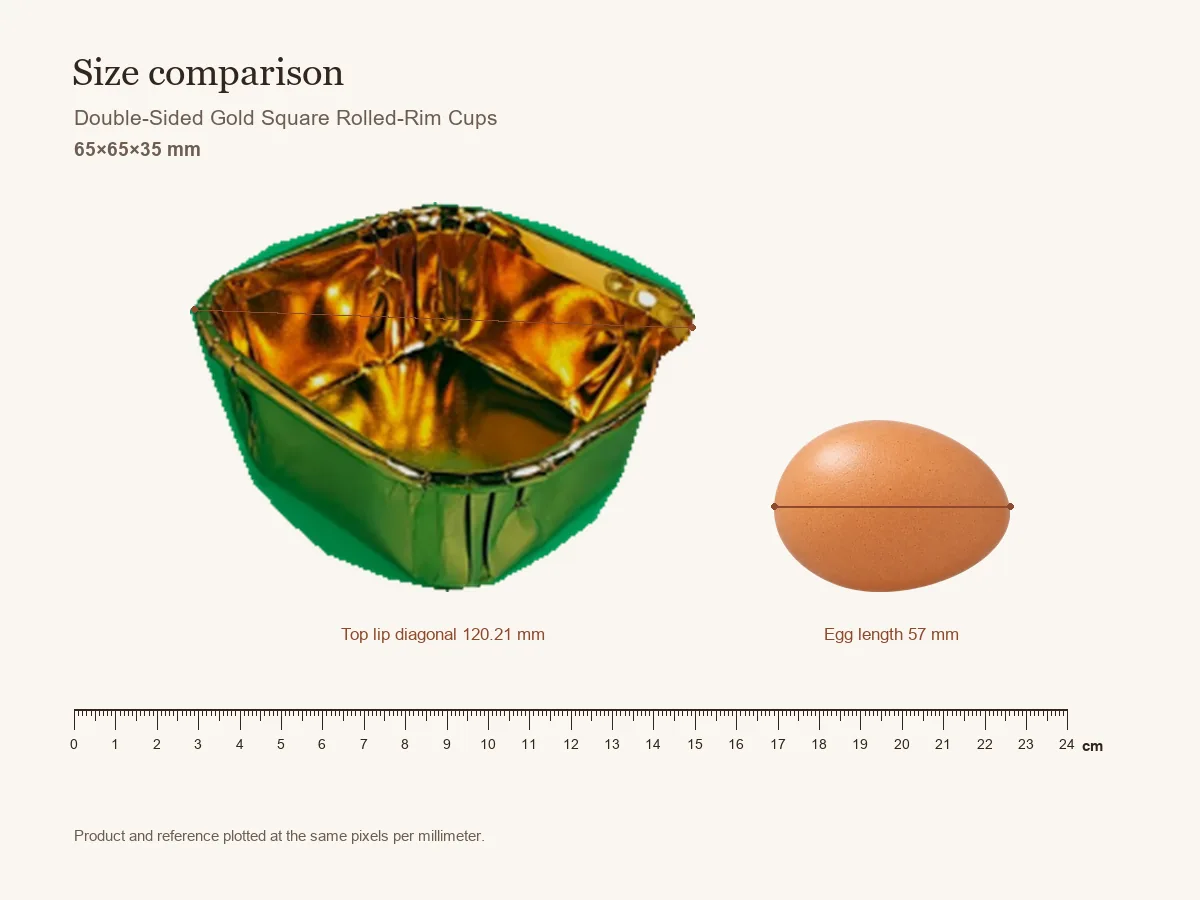 Size comparison
Double-Sided Gold Square Rolled-Rim Cups
65×65×35 mm
Top lip diagonal 120.21 mm
Egg length 57 mm
0 1 2 3 4 5 6 7 8 9 10 11 12 13 14 15 16 17 18 19 20 21 22 23 24 cm
Product and reference plotted at the same pixels per millimeter.